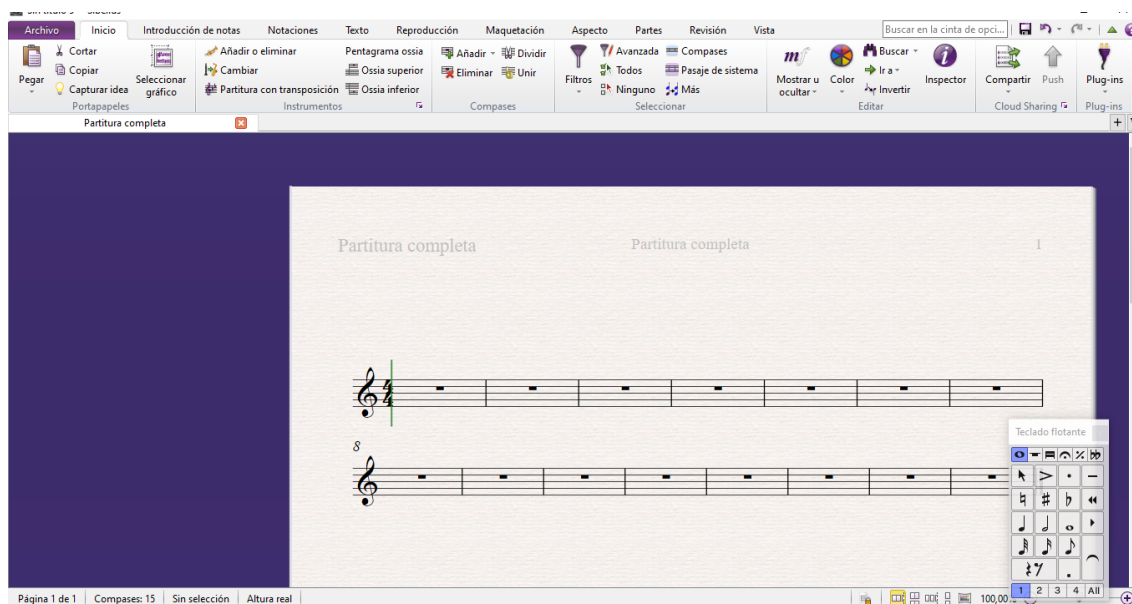 Archivo Inicio Introducción de notas Notaciones Texto Reproducción Maquetación Aspecto Partes Revisión Vista Buscar en la cinta de opci...
Pegar
Cortar
Copiar
Capturar idea
Seleccionar gráfico
Portapapeles
Añadir o eliminar
Cambiar
Partitura con transposición
Pentagrama ossia
Ossia superior
Ossia inferior
Instrumentos
Añadir Dividir
Eliminar Unir
Compases
Filtros
Avanzada Compases
Todos Pasaje de sistema
Ninguno Más
Seleccionar
Mostrar u ocultar
Color
Buscar
Ir a
Invertir
Inspector
Editar
Compartir Push
Cloud Sharing
Plug-ins
Plug-ins
Partitura completa
Partitura completa Partitura completa 1
4
4
8
Teclado flotante
1 2 3 4 All
Página 1 de 1 Compases: 15 Sin selección Altura real 100,00